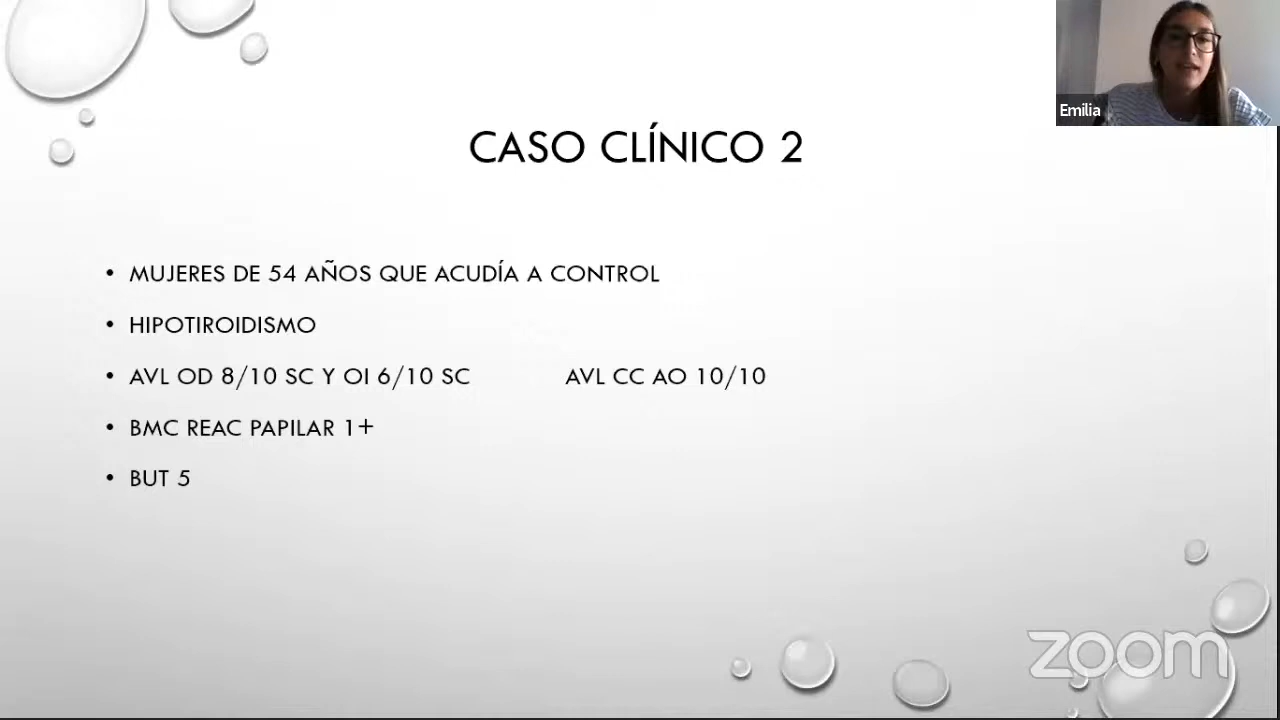 Emilia
CASO CLÍNICO 2
• MUJERES DE 54 AÑOS QUE ACUDÍA A CONTROL
• HIPOTIROIDISMO
• AVL OD 8/10 SC Y OI 6/10 SC AVL CC AO 10/10
• BMC REAC PAPILAR 1+
• BUT 5
zoom